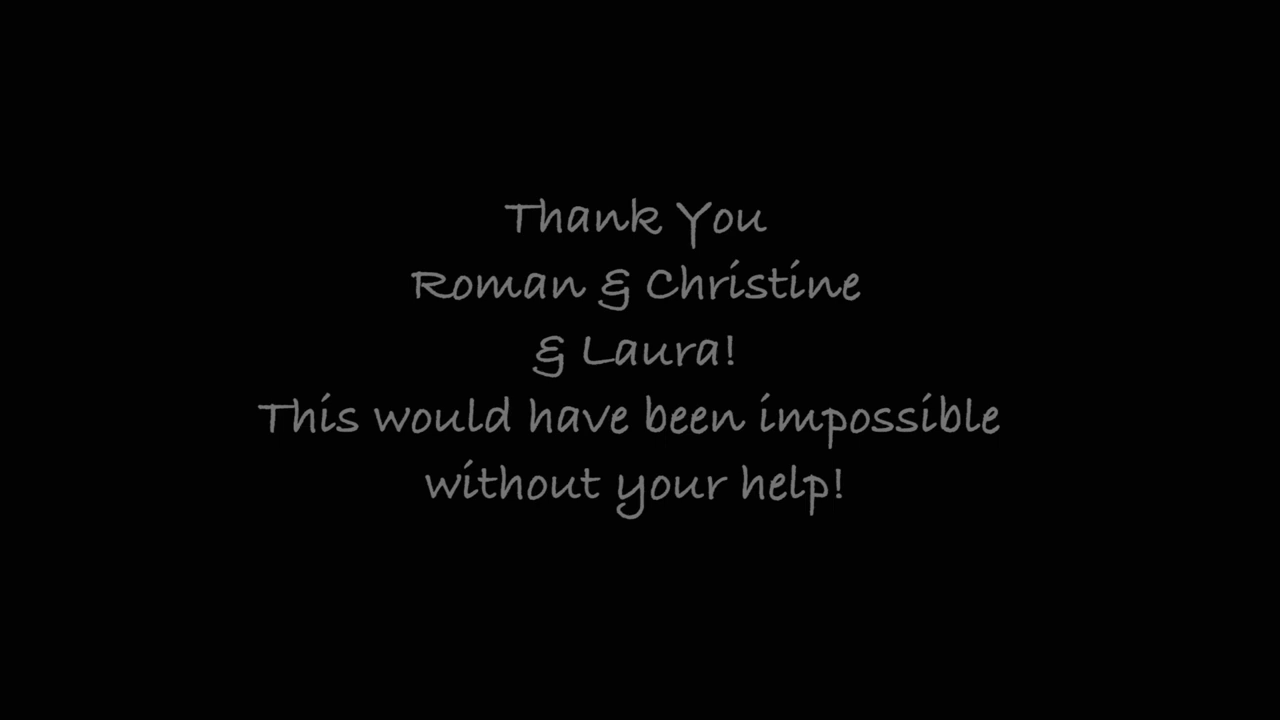 Thank You
Roman & Christine
& Laura!
This would have been impossible
without your help!